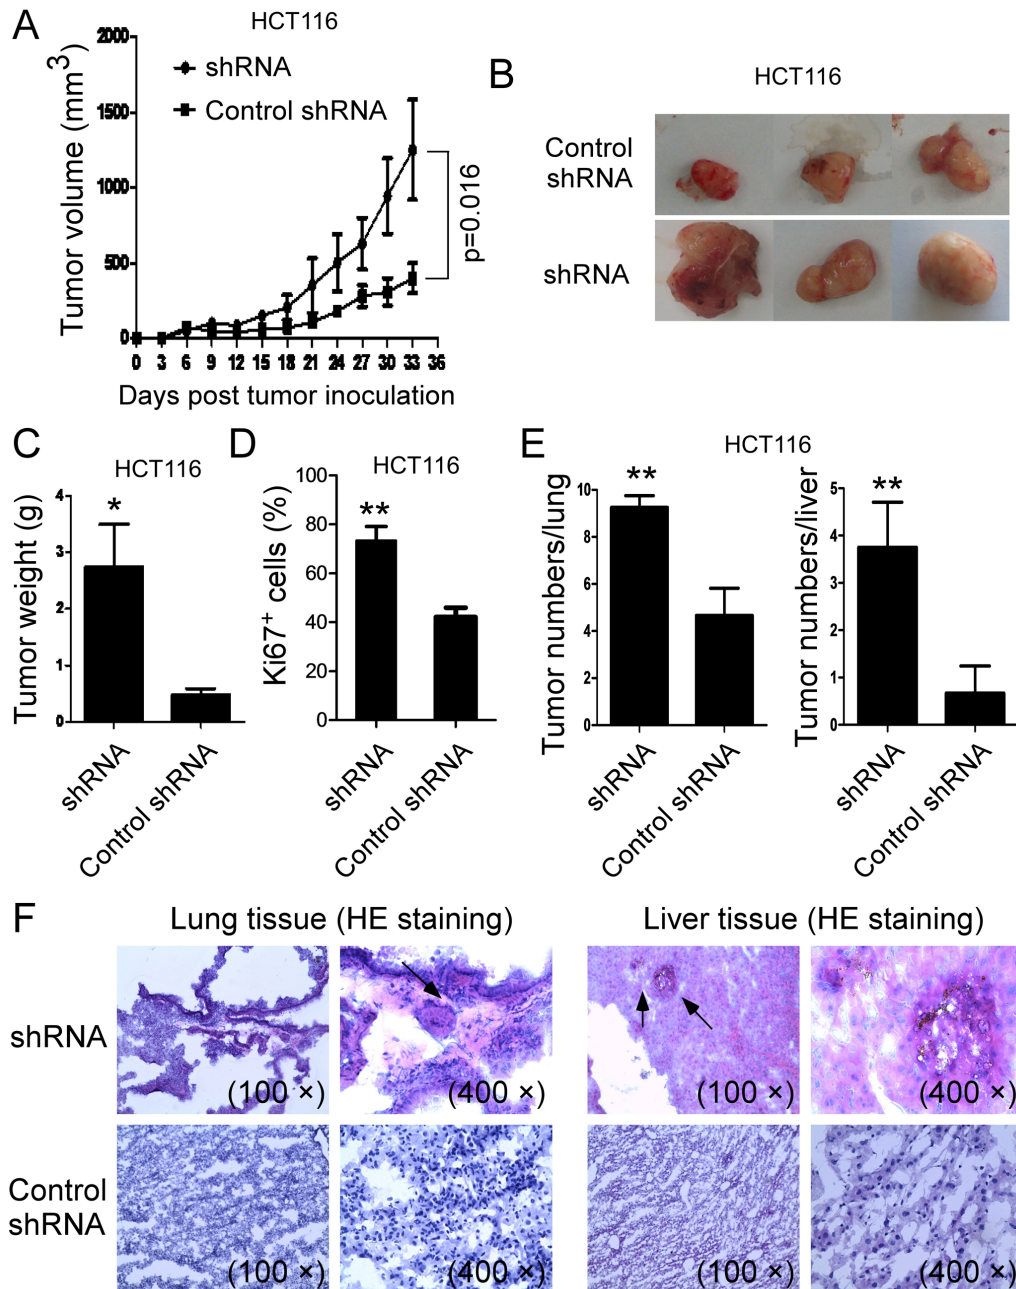 A
HCT116
Tumor volume (mm³)
2000
1500
1000
500
0
shRNA
Control shRNA
p=0.016
0 3 6 9 12 15 18 21 24 27 30 33 36
Days post tumor inoculation
B
HCT116
Control
shRNA
shRNA
C
HCT116
Tumor weight (g)
4
3
2
1
0
*
shRNA
Control shRNA
D
HCT116
Ki67⁺ cells (%)
100
80
60
40
20
0
**
shRNA
Control shRNA
E
HCT116
Tumor numbers/lung
10
8
6
4
2
0
**
shRNA
Control shRNA
Tumor numbers/liver
5
4
3
2
1
0
**
shRNA
Control shRNA
F
Lung tissue (HE staining)
Liver tissue (HE staining)
shRNA
(100 ×)
(400 ×)
(100 ×)
(400 ×)
Control
shRNA
(100 ×)
(400 ×)
(100 ×)
(400 ×)